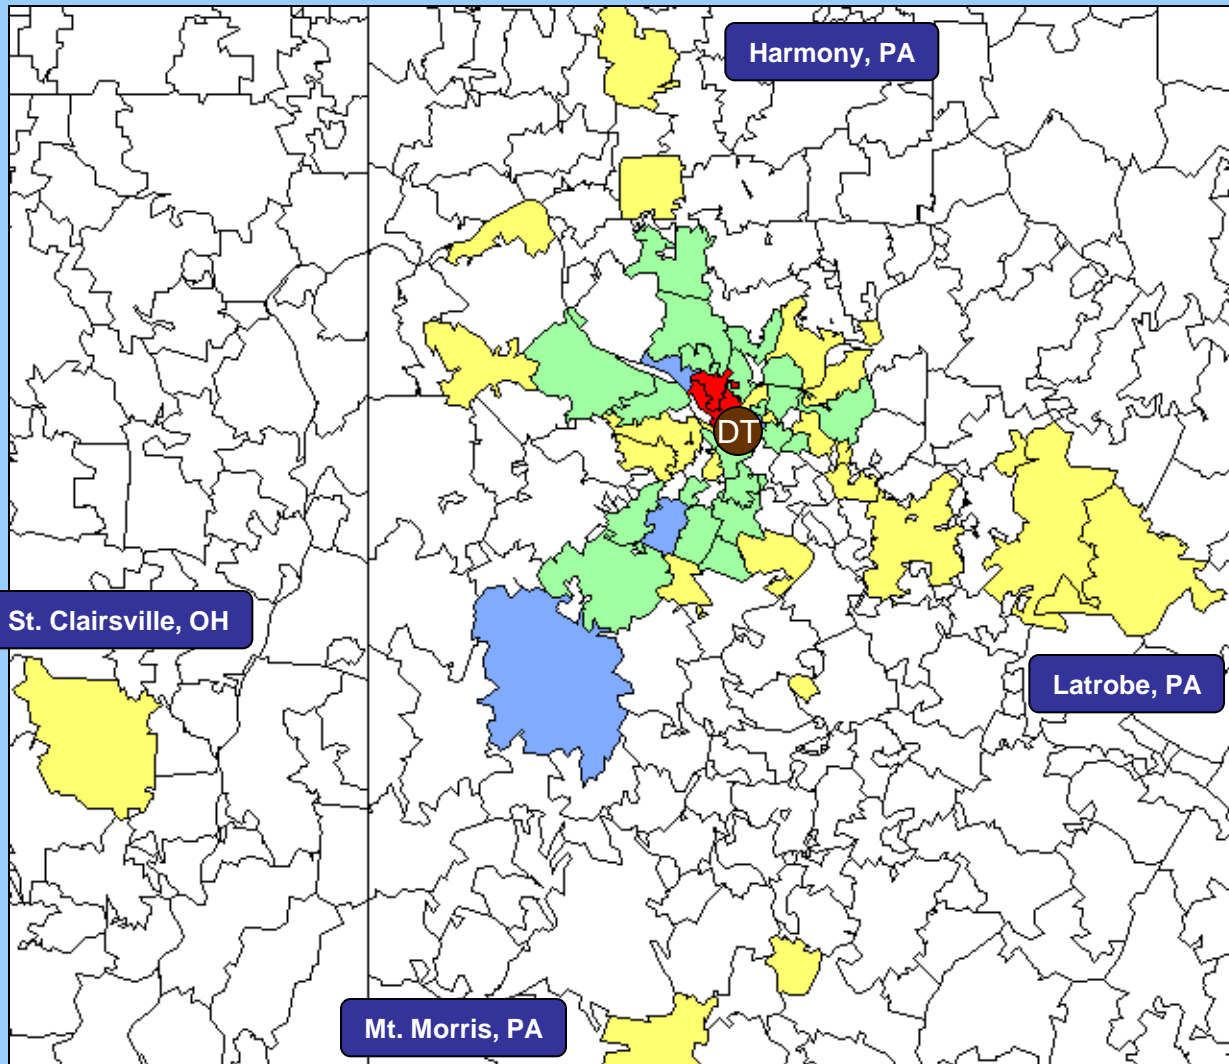 Harmony, PA
DT
St. Clairsville, OH
Latrobe, PA
Mt. Morris, PA